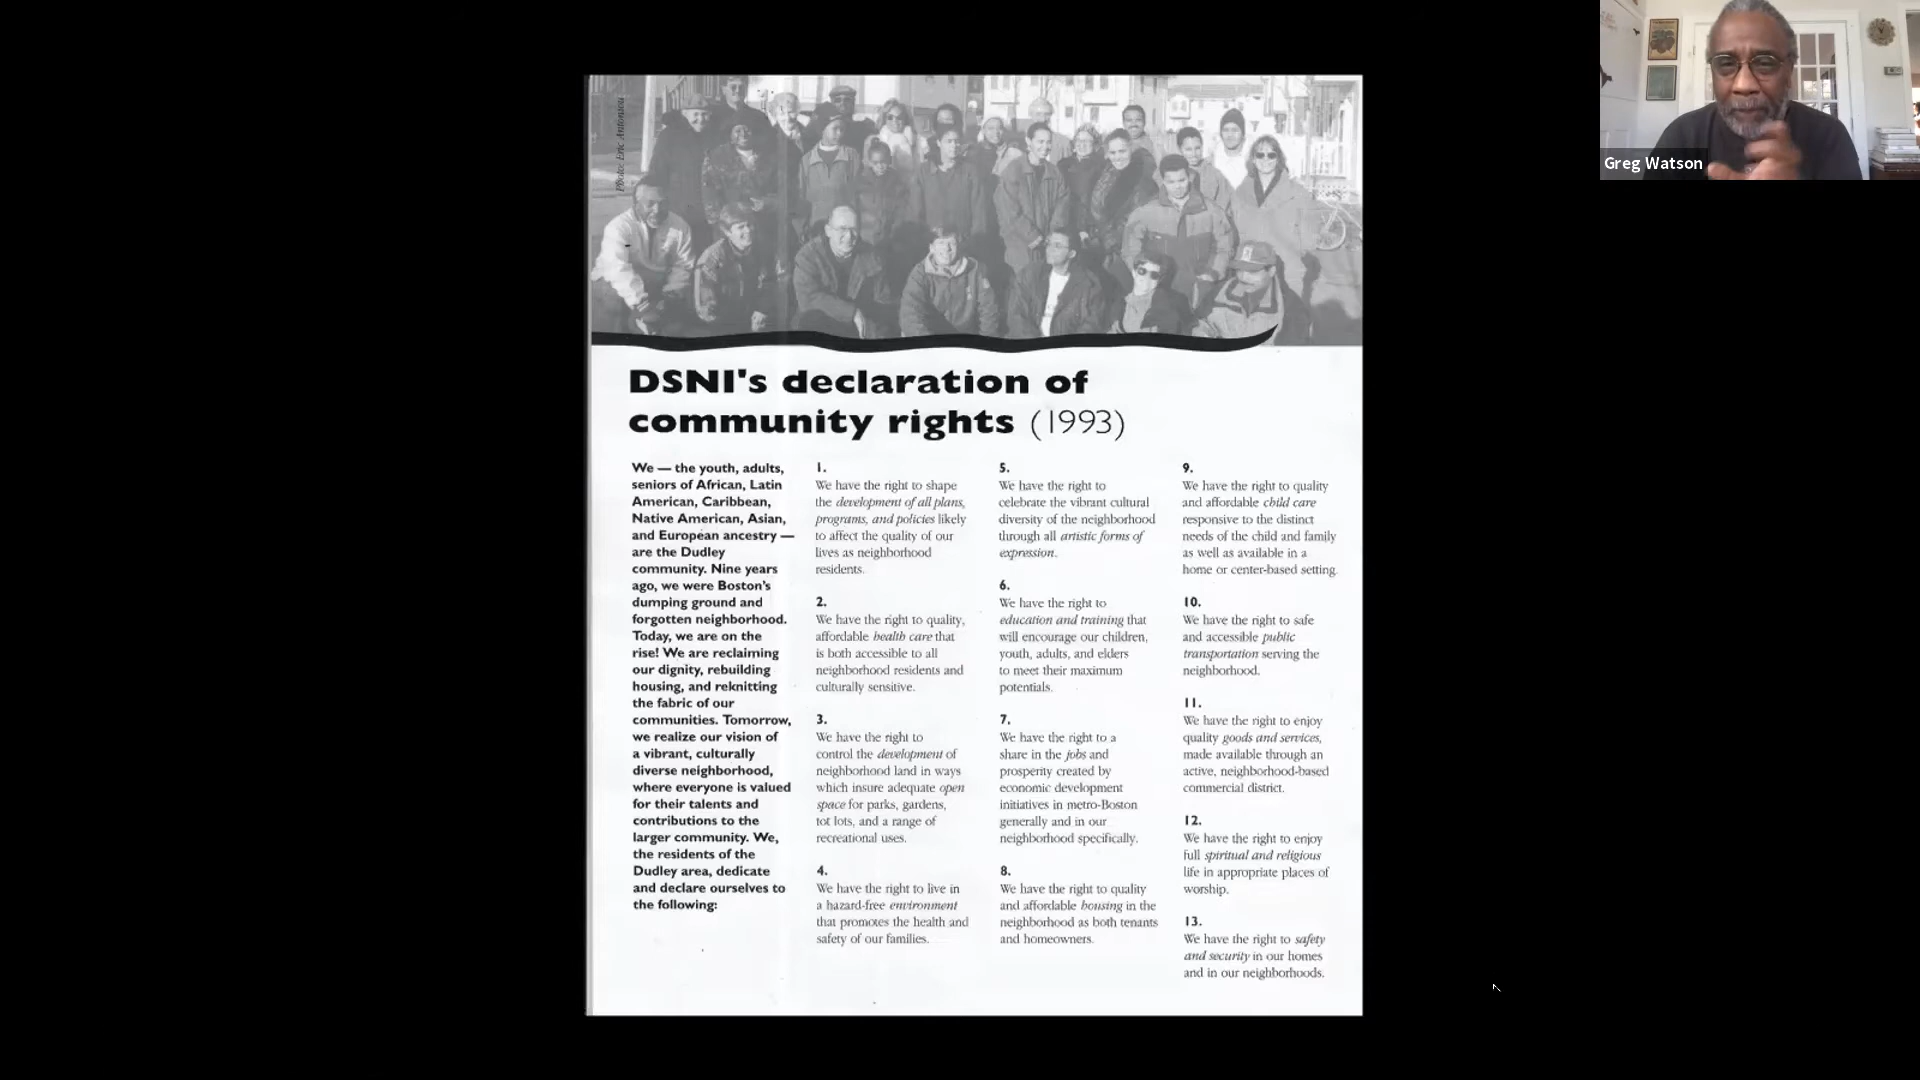 Greg Watson
Photo: Eric Antoniou
DSNI's declaration of
community rights (1993)
We — the youth, adults,
seniors of African, Latin
American, Caribbean,
Native American, Asian,
and European ancestry —
are the Dudley
community. Nine years
ago, we were Boston's
dumping ground and
forgotten neighborhood.
Today, we are on the
rise! We are reclaiming
our dignity, rebuilding
housing, and reknitting
the fabric of our
communities. Tomorrow,
we realize our vision of
a vibrant, culturally
diverse neighborhood,
where everyone is valued
for their talents and
contributions to the
larger community. We,
the residents of the
Dudley area, dedicate
and declare ourselves to
the following:
1.
We have the right to shape
the development of all plans,
programs, and policies likely
to affect the quality of our
lives as neighborhood
residents.
2.
We have the right to quality,
affordable health care that
is both accessible to all
neighborhood residents and
culturally sensitive.
3.
We have the right to
control the development of
neighborhood land in ways
which insure adequate open
space for parks, gardens,
tot lots, and a range of
recreational uses.
4.
We have the right to live in
a hazard-free environment
that promotes the health and
safety of our families.
5.
We have the right to
celebrate the vibrant cultural
diversity of the neighborhood
through all artistic forms of
expression.
6.
We have the right to
education and training that
will encourage our children,
youth, adults, and elders
to meet their maximum
potentials.
7.
We have the right to a
share in the jobs and
prosperity created by
economic development
initiatives in metro-Boston
generally and in our
neighborhood specifically.
8.
We have the right to quality
and affordable housing in the
neighborhood as both tenants
and homeowners.
9.
We have the right to quality
and affordable child care
responsive to the distinct
needs of the child and family
as well as available in a
home or center-based setting.
10.
We have the right to safe
and accessible public
transportation serving the
neighborhood.
11.
We have the right to enjoy
quality goods and services,
made available through an
active, neighborhood-based
commercial district.
12.
We have the right to enjoy
full spiritual and religious
life in appropriate places of
worship.
13.
We have the right to safety
and security in our homes
and in our neighborhoods.